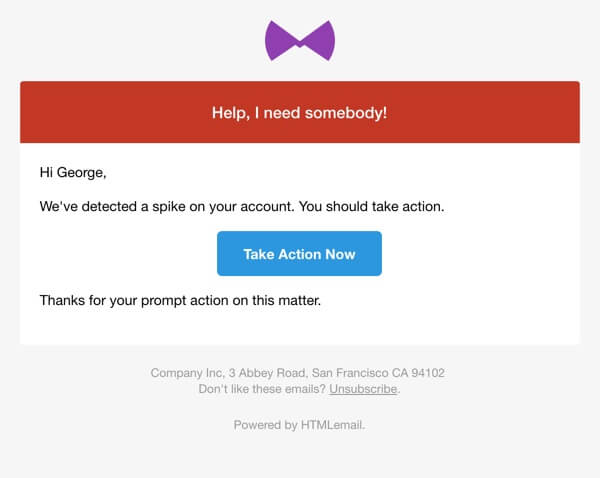 Help, I need somebody!
Hi George,
We've detected a spike on your account. You should take action.
Take Action Now
Thanks for your prompt action on this matter.
Company Inc, 3 Abbey Road, San Francisco CA 94102
Don't like these emails? Unsubscribe.
Powered by HTMLemail.